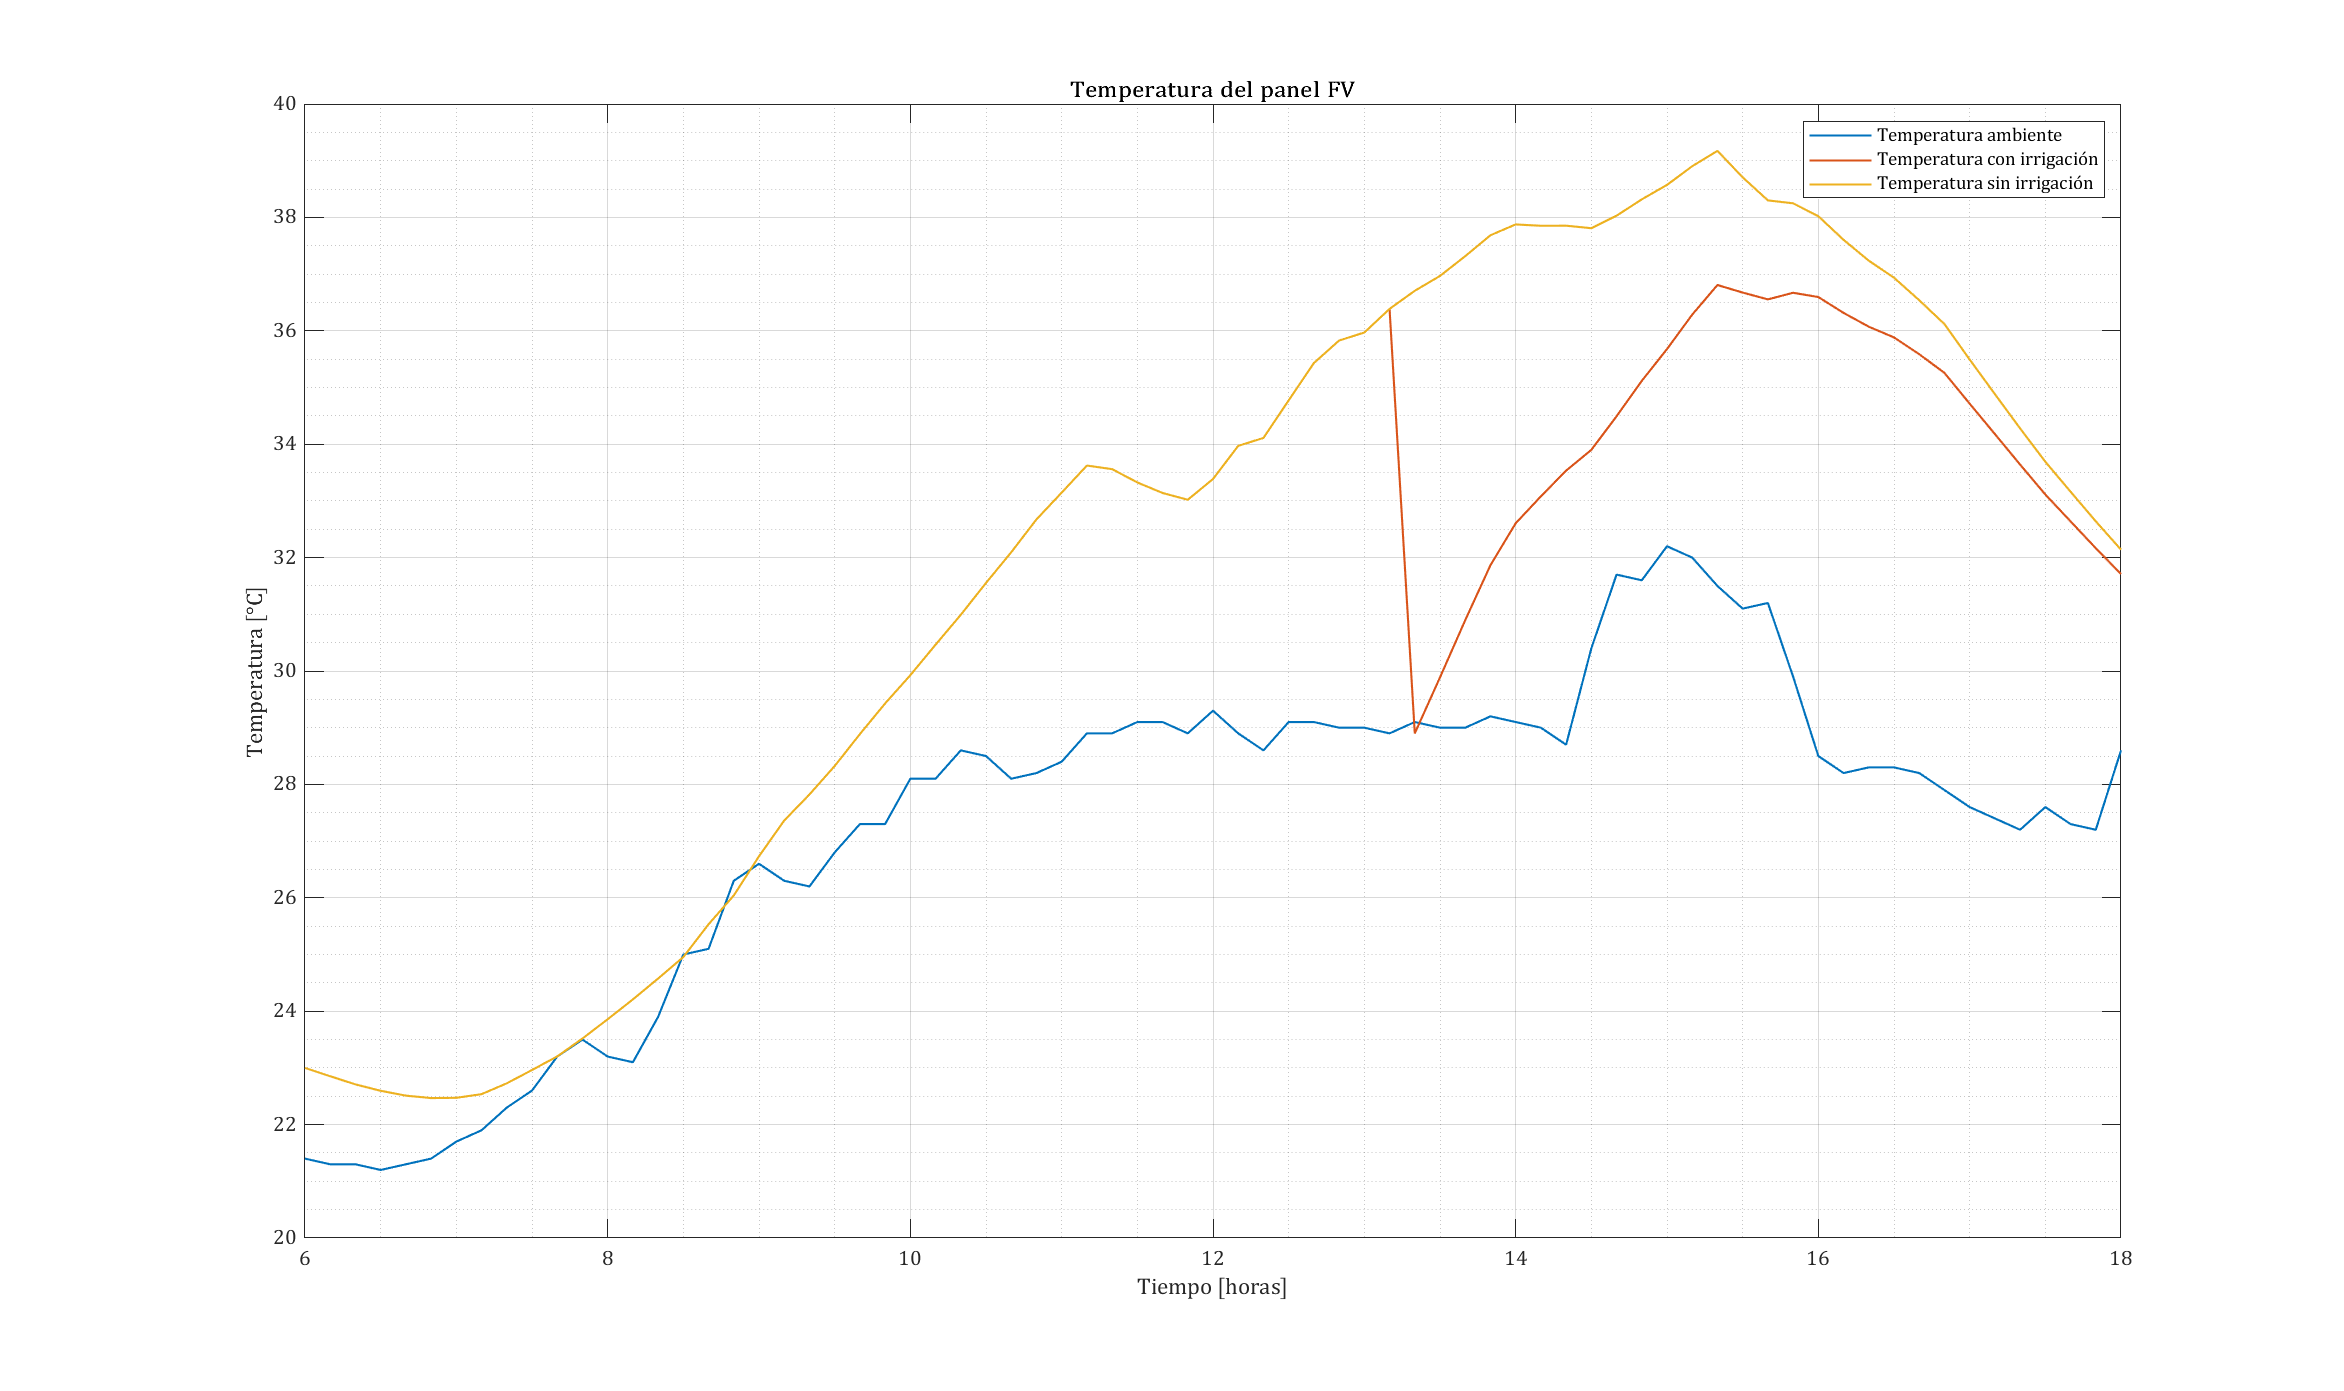 Temperatura del panel FV
Temperatura ambiente
Temperatura con irrigación
Temperatura sin irrigación
Temperatura [°C]
40
38
36
34
32
30
28
26
24
22
20
6 8 10 12 14 16 18
Tiempo [horas]